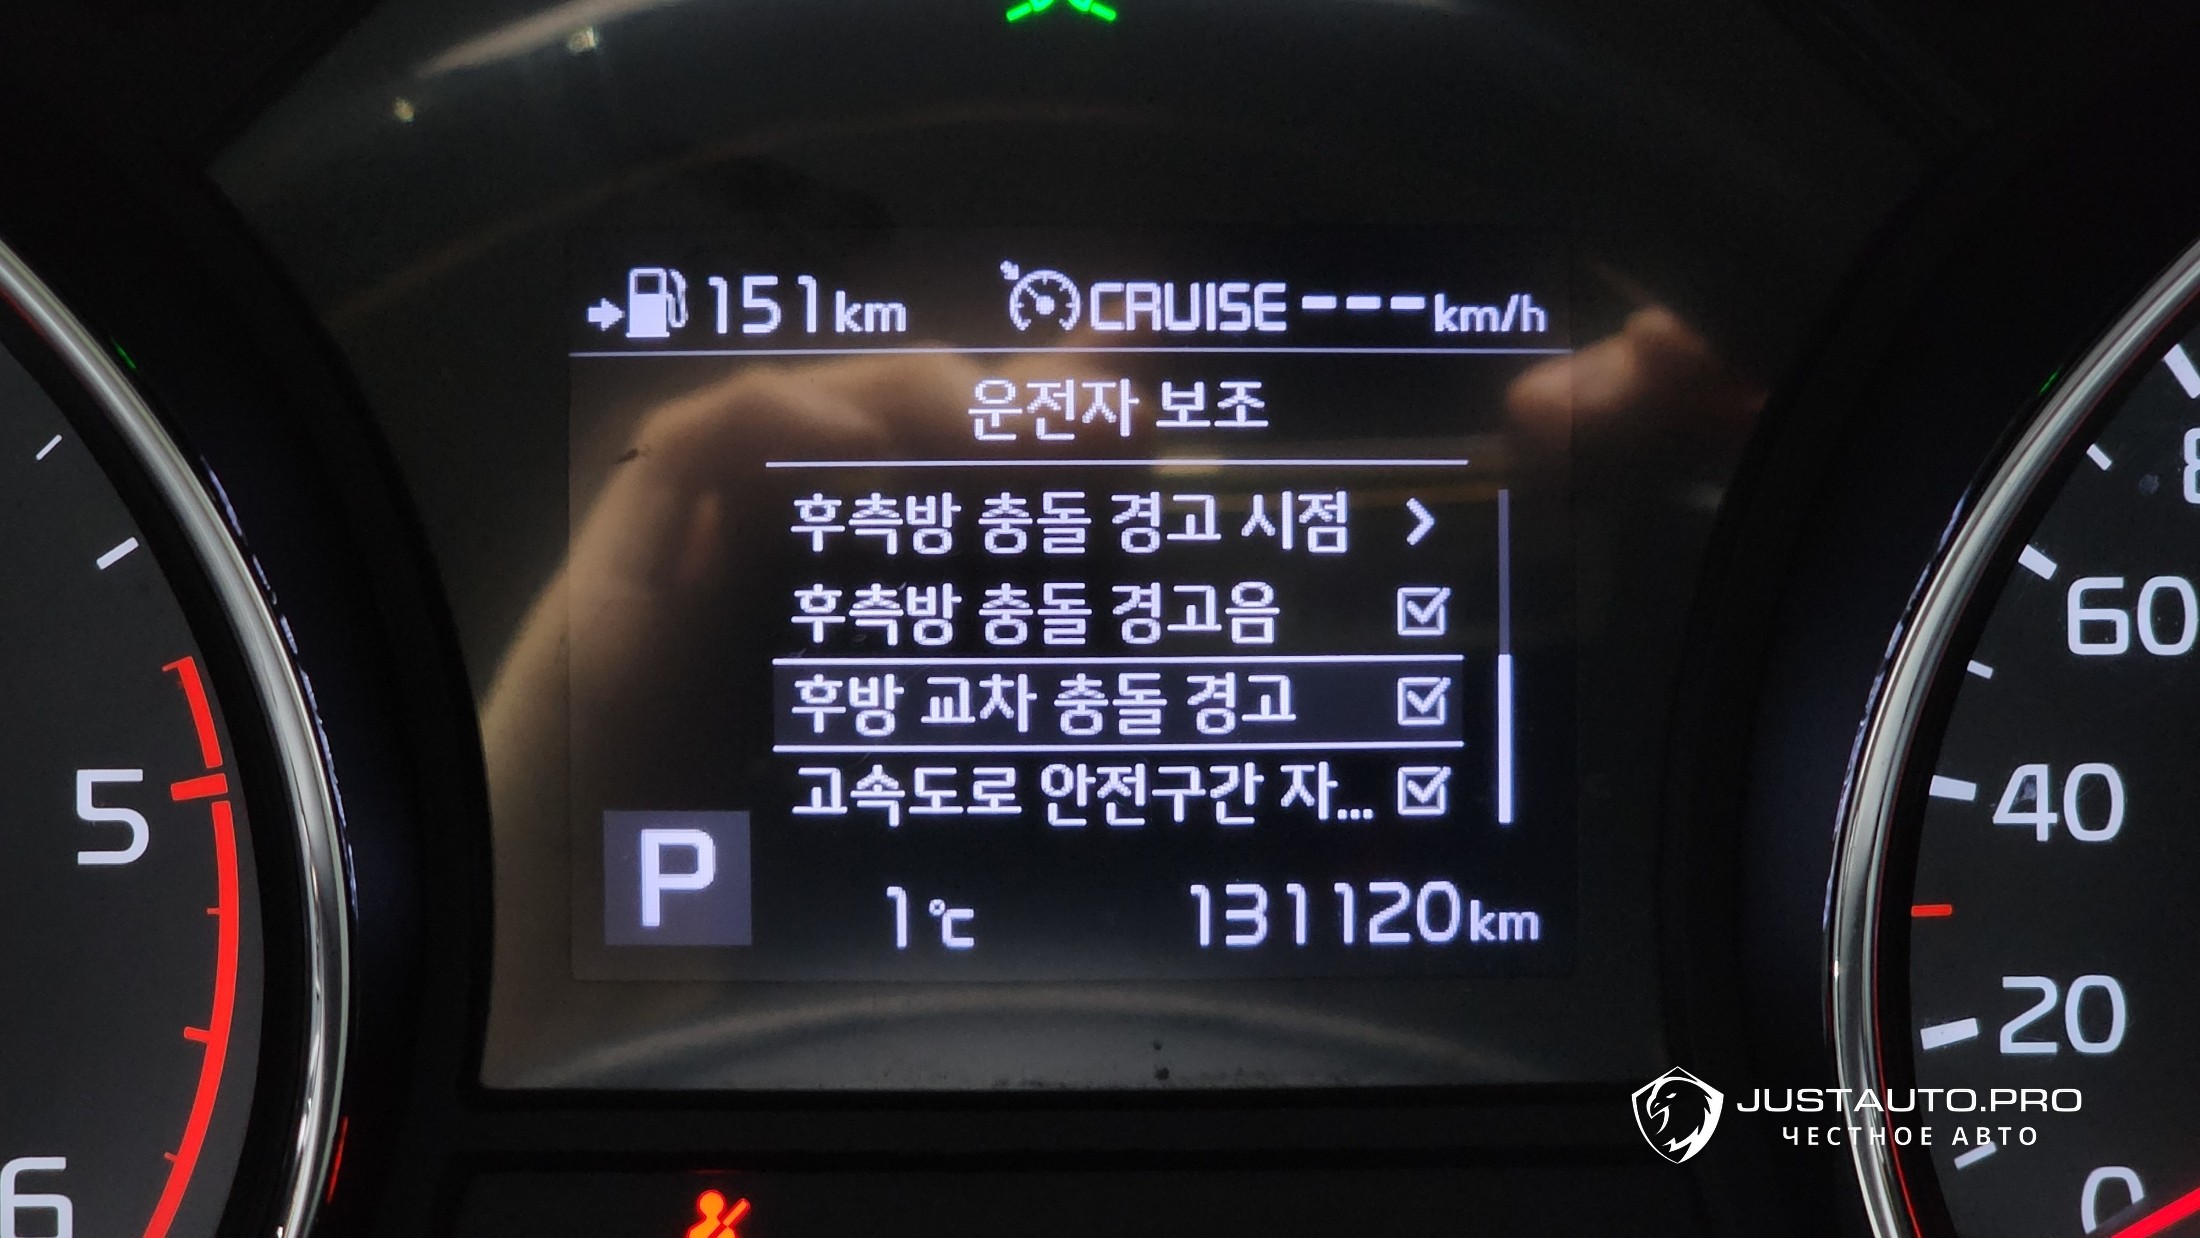 151km CRUISE ---km/h
운전자 보조
후측방 충돌 경고 시점 >
후측방 충돌 경고음
후방 교차 충돌 경고
고속도로 안전구간 자...
P 1℃ 131120km
5
6
60
40
20
0
JUSTAUTO.PRO
ЧЕСТНОЕ АВТО